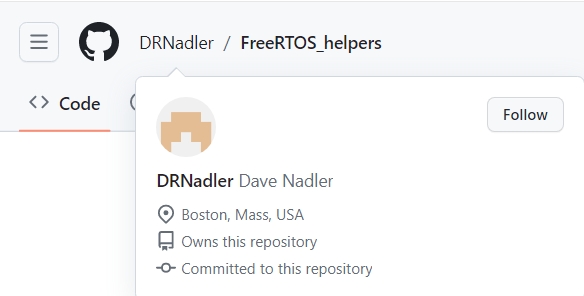 DRNadler / FreeRTOS_helpers
Code
Follow
DRNadler Dave Nadler
Boston, Mass, USA
Owns this repository
Committed to this repository